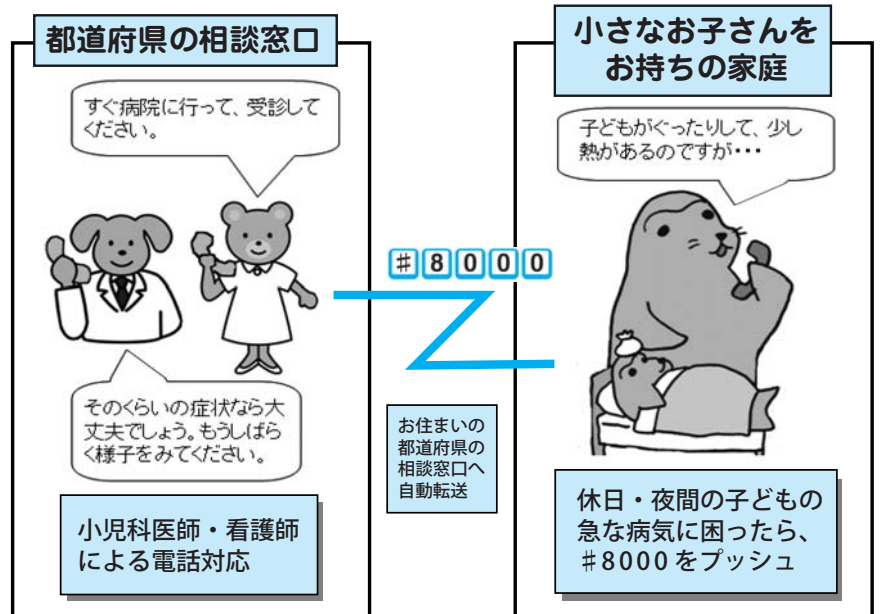 都道府県の相談窓口
すぐ病院に行って、受診して
ください。
そのくらいの症状なら大
丈夫でしょう。もうしばら
く様子をみてください。
小児科医師・看護師
による電話対応
#8000
お住まいの
都道府県の
相談窓口へ
自動転送
小さなお子さんを
お持ちの家庭
子どもがぐったりして、少し
熱があるのですが・・・
休日・夜間の子どもの
急な病気に困ったら、
#8000をプッシュ